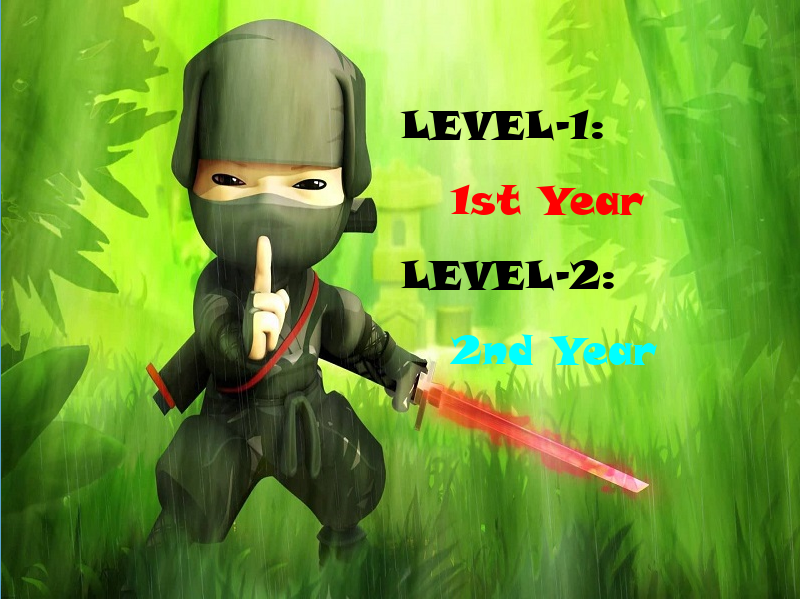 LEVEL-1:
1st Year
LEVEL-2:
2nd Year